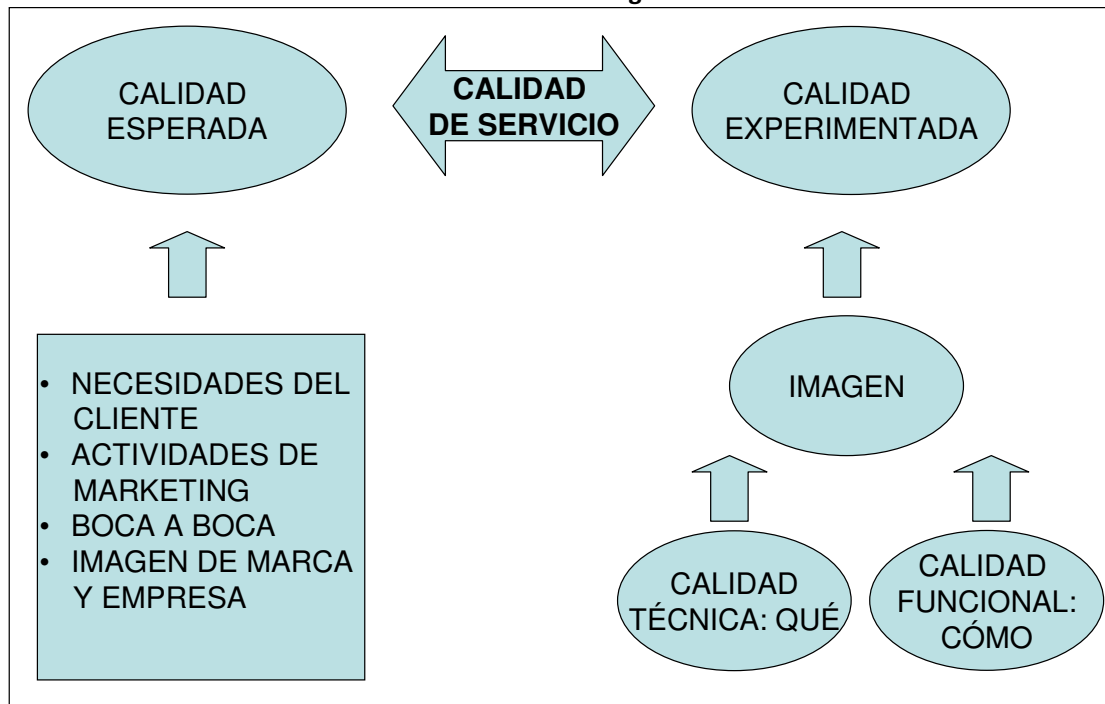 CALIDAD
ESPERADA
CALIDAD
DE SERVICIO
CALIDAD
EXPERIMENTADA
• NECESIDADES DEL
CLIENTE
• ACTIVIDADES DE
MARKETING
• BOCA A BOCA
• IMAGEN DE MARCA
Y EMPRESA
IMAGEN
CALIDAD
TÉCNICA: QUÉ
CALIDAD
FUNCIONAL:
CÓMO